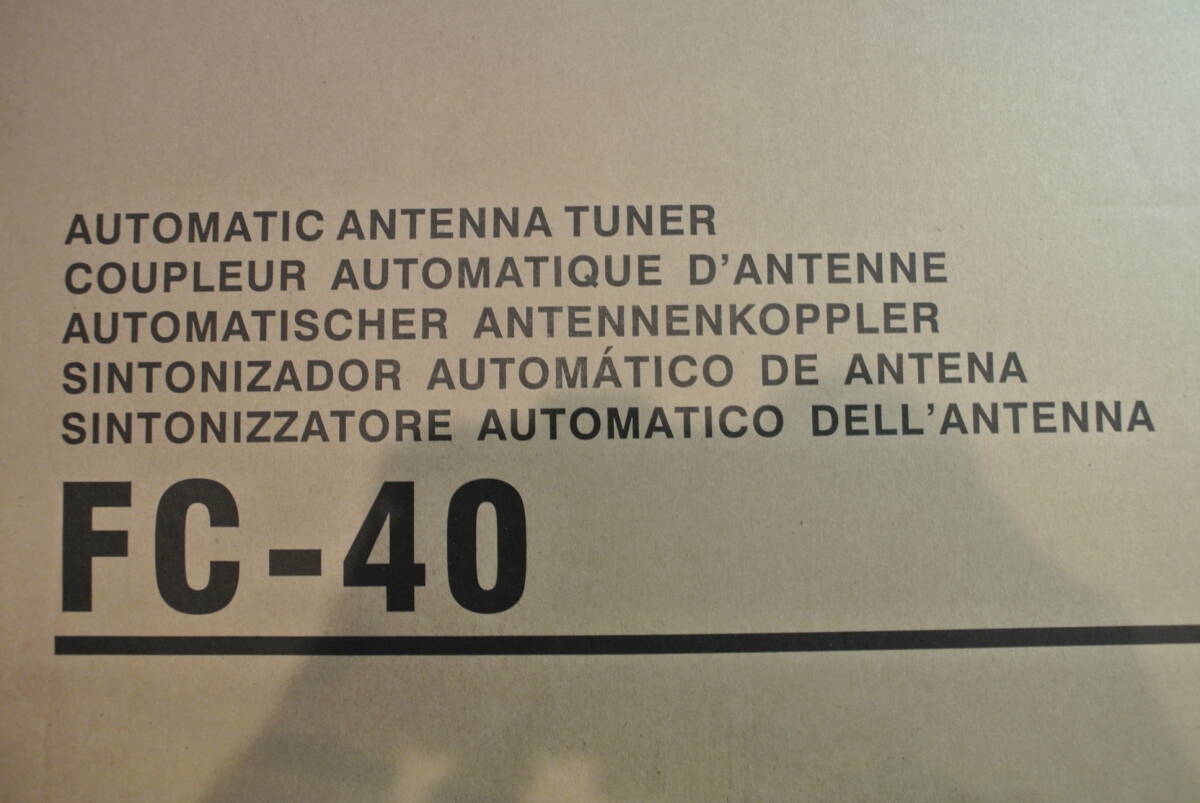 AUTOMATIC ANTENNA TUNER
COUPLEUR AUTOMATIQUE D'ANTENNE
AUTOMATISCHER ANTENNENKOPPLER
SINTONIZADOR AUTOMÁTICO DE ANTENA
SINTONIZZATORE AUTOMATICO DELL'ANTENNA
FC-40